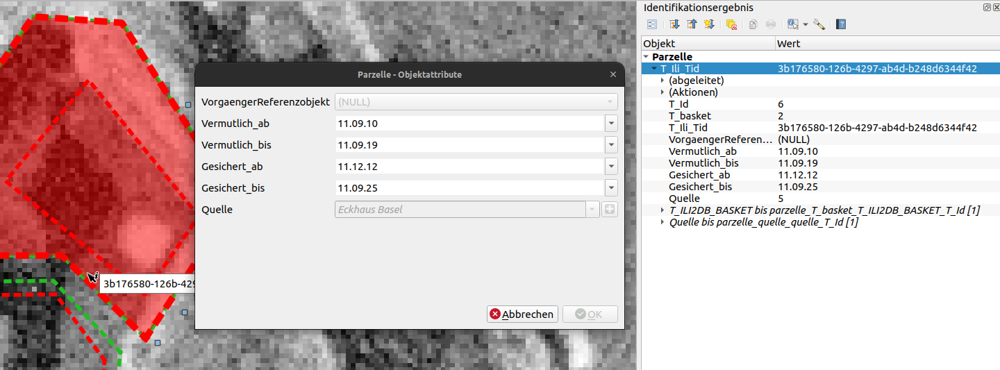 Parzelle - Objektattribute
VorgaengerReferenzobjekt (NULL)
Vermutlich_ab 11.09.10
Vermutlich_bis 11.09.19
Gesichert_ab 11.12.12
Gesichert_bis 11.09.25
Quelle Eckhaus Basel
Abbrechen OK
3b176580-126b-429
Identifikationsergebnis
Objekt Wert
Parzelle
T_Ili_Tid 3b176580-126b-4297-ab4d-b248d6344f42
(abgeleitet)
(Aktionen)
T_Id 6
T_basket 2
T_Ili_Tid 3b176580-126b-4297-ab4d-b248d6344f42
VorgaengerReferen... (NULL)
Vermutlich_ab 11.09.10
Vermutlich_bis 11.09.19
Gesichert_ab 11.12.12
Gesichert_bis 11.09.25
Quelle 5
T_ILI2DB_BASKET bis parzelle_T_basket_T_ILI2DB_BASKET_T_Id [1]
Quelle bis parzelle_quelle_quelle_T_Id [1]